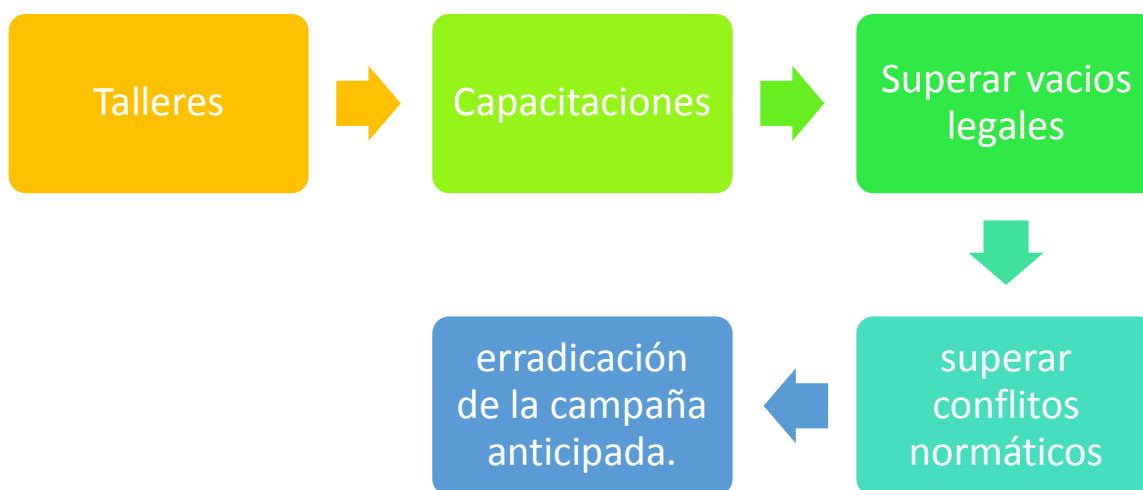 Talleres
Capacitaciones
Superar vacios
legales
superar
conflitos
normáticos
erradicación
de la campaña
anticipada.